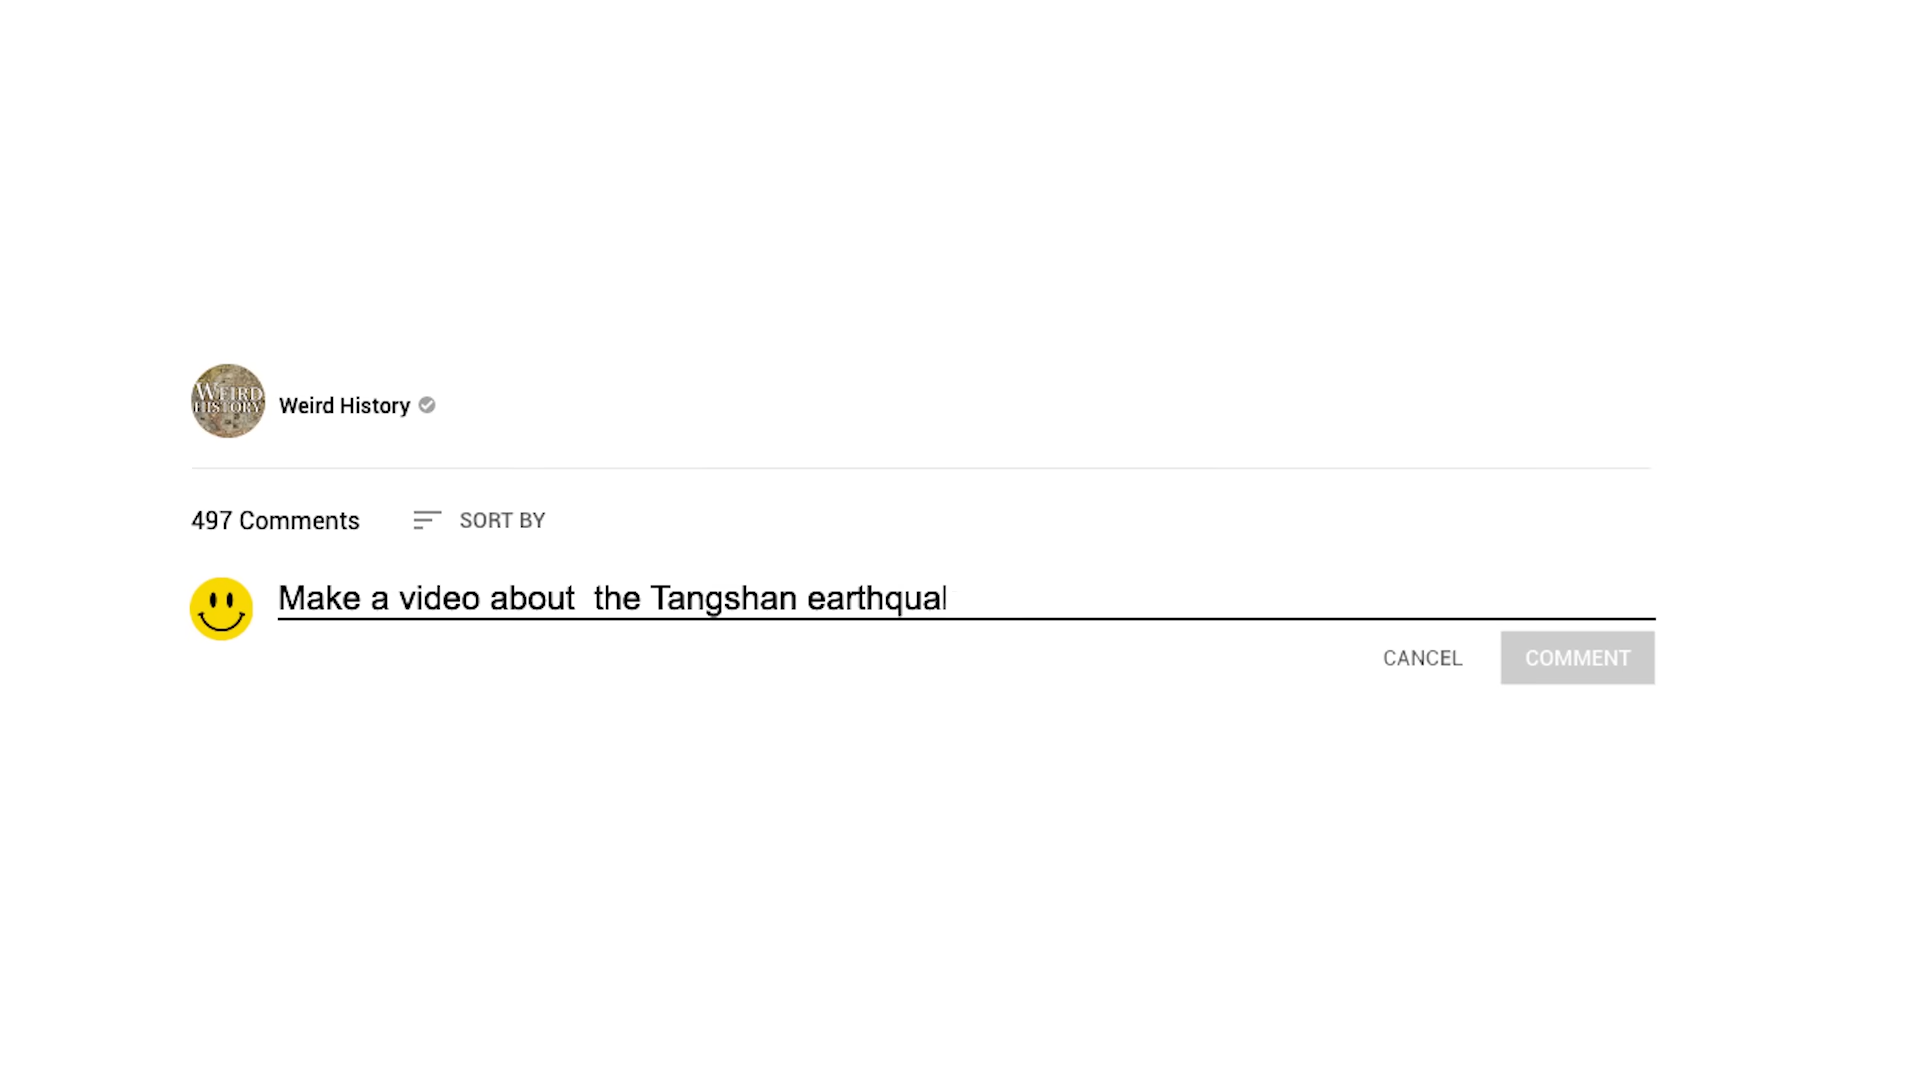 WEIRD
HISTORY
Weird History
497 Comments
SORT BY
Make a video about  the Tangshan earthqual
CANCEL
COMMENT